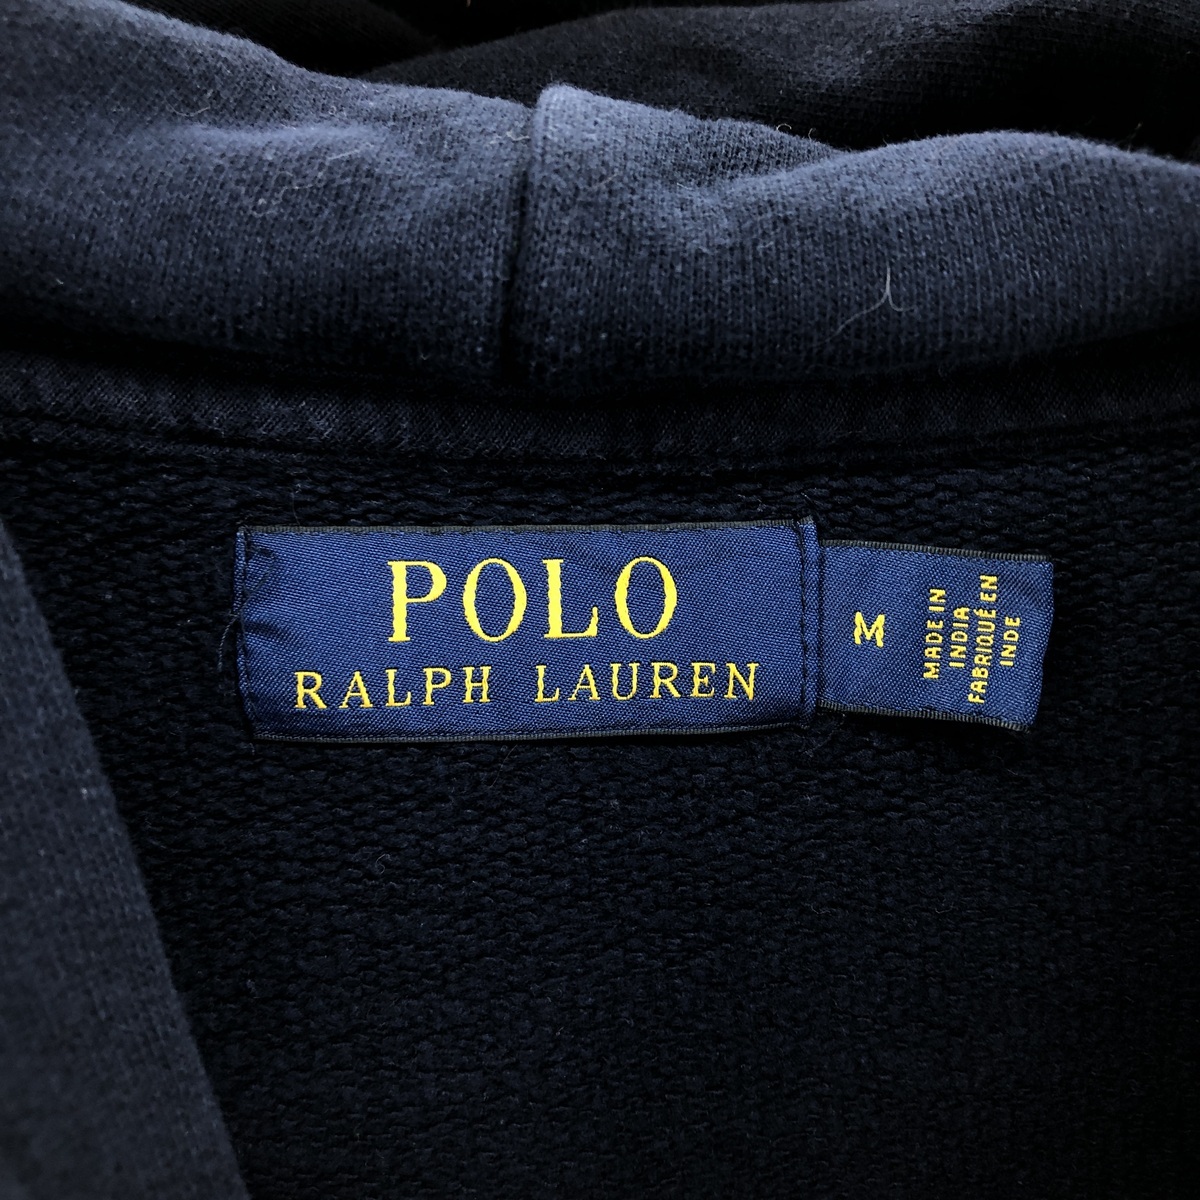 POLO
RALPH LAUREN
M
MADE IN
INDIA
FABRIQUÉ EN
INDE